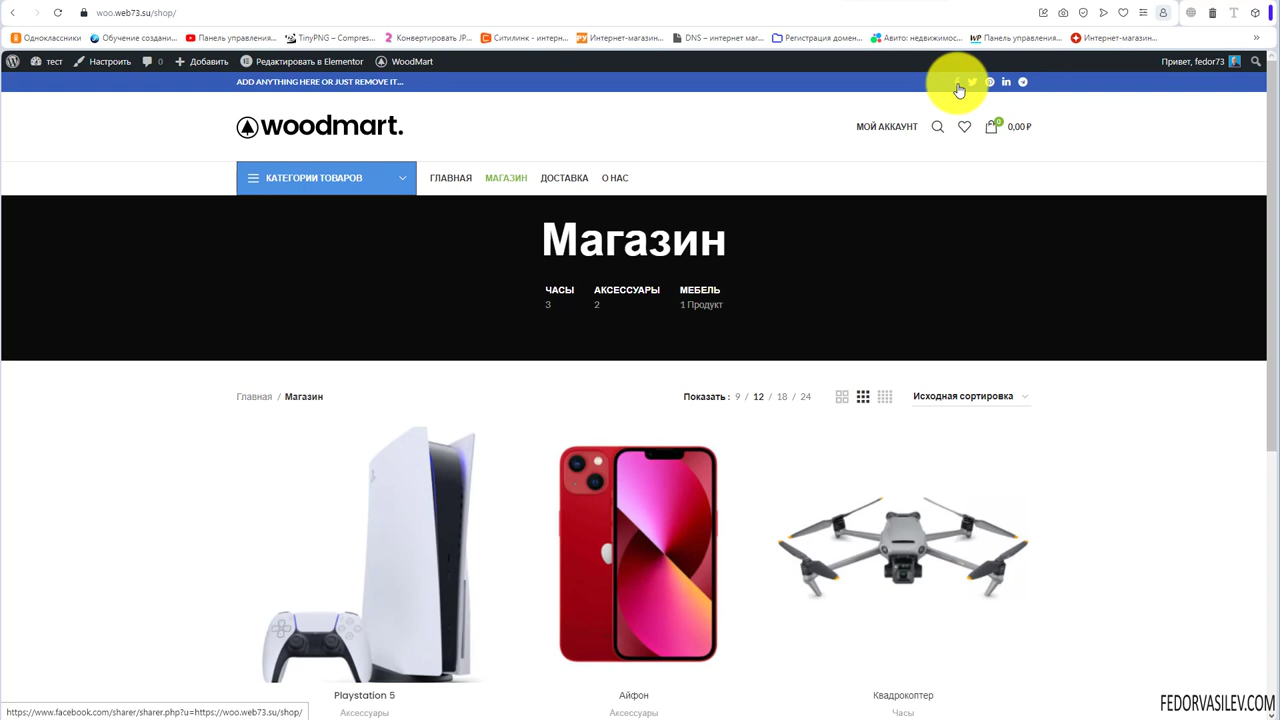 woo.web73.su/shop/
Одноклассники
Обучение создани...
Панель управления...
TinyPNG – Compres...
Конвертировать JP...
Ситилинк - интерн...
Интернет-магазин...
DNS – интернет маг...
Регистрация домен...
Авито: недвижимос...
Панель управления...
Интернет-магазин...
тест
Настроить
0
Добавить
Редактировать в Elementor
WoodMart
Привет, fedor73
ADD ANYTHING HERE OR JUST REMOVE IT...
woodmart.
МОЙ АККАУНТ
0
0,00 ₽
КАТЕГОРИИ ТОВАРОВ
ГЛАВНАЯ
МАГАЗИН
ДОСТАВКА
О НАС
Магазин
ЧАСЫ
АКСЕССУАРЫ
МЕБЕЛЬ
3
2
1 Продукт
Главная / Магазин
Показать : 9 / 12 / 18 / 24
Исходная сортировка
Playstation 5
Айфон
Квадрокоптер
Аксессуары
Аксессуары
Часы
https://www.facebook.com/sharer/sharer.php?u=https://woo.web73.su/shop/
FEDORVASILEV.COM